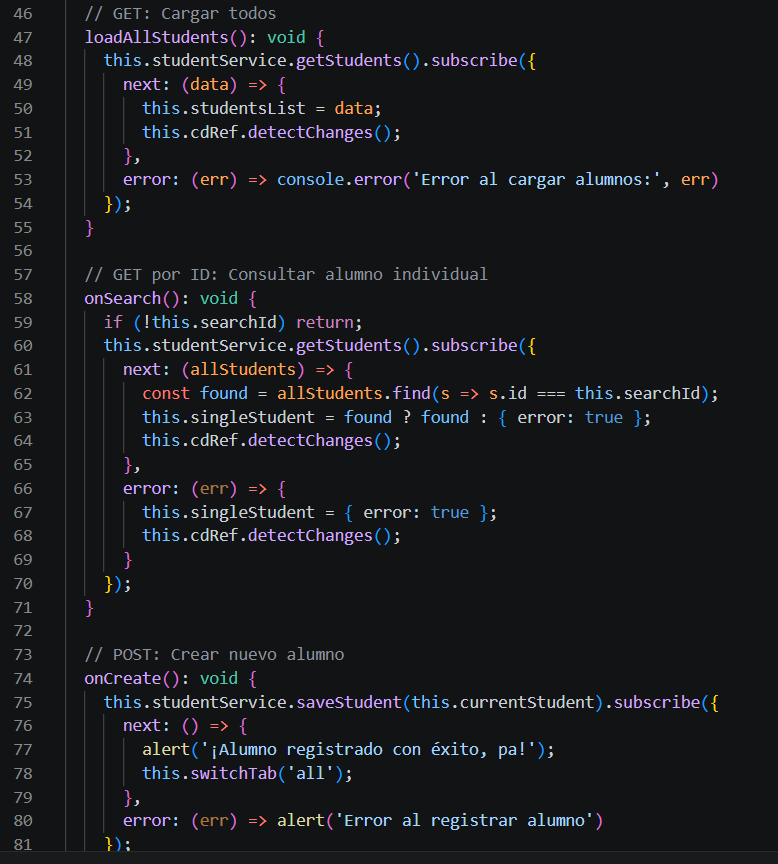 46 // GET: Cargar todos
47 loadAllStudents(): void {
48 this.studentService.getStudents().subscribe({
49 next: (data) => {
50 this.studentsList = data;
51 this.cdRef.detectChanges();
52 },
53 error: (err) => console.error('Error al cargar alumnos:', err)
54 });
55 }
56
57 // GET por ID: Consultar alumno individual
58 onSearch(): void {
59 if (!this.searchId) return;
60 this.studentService.getStudents().subscribe({
61 next: (allStudents) => {
62 const found = allStudents.find(s => s.id === this.searchId);
63 this.singleStudent = found ? found : { error: true };
64 this.cdRef.detectChanges();
65 },
66 error: (err) => {
67 this.singleStudent = { error: true };
68 this.cdRef.detectChanges();
69 }
70 });
71 }
72
73 // POST: Crear nuevo alumno
74 onCreate(): void {
75 this.studentService.saveStudent(this.currentStudent).subscribe({
76 next: () => {
77 alert('¡Alumno registrado con éxito, pa!');
78 this.switchTab('all');
79 },
80 error: (err) => alert('Error al registrar alumno')
81 });